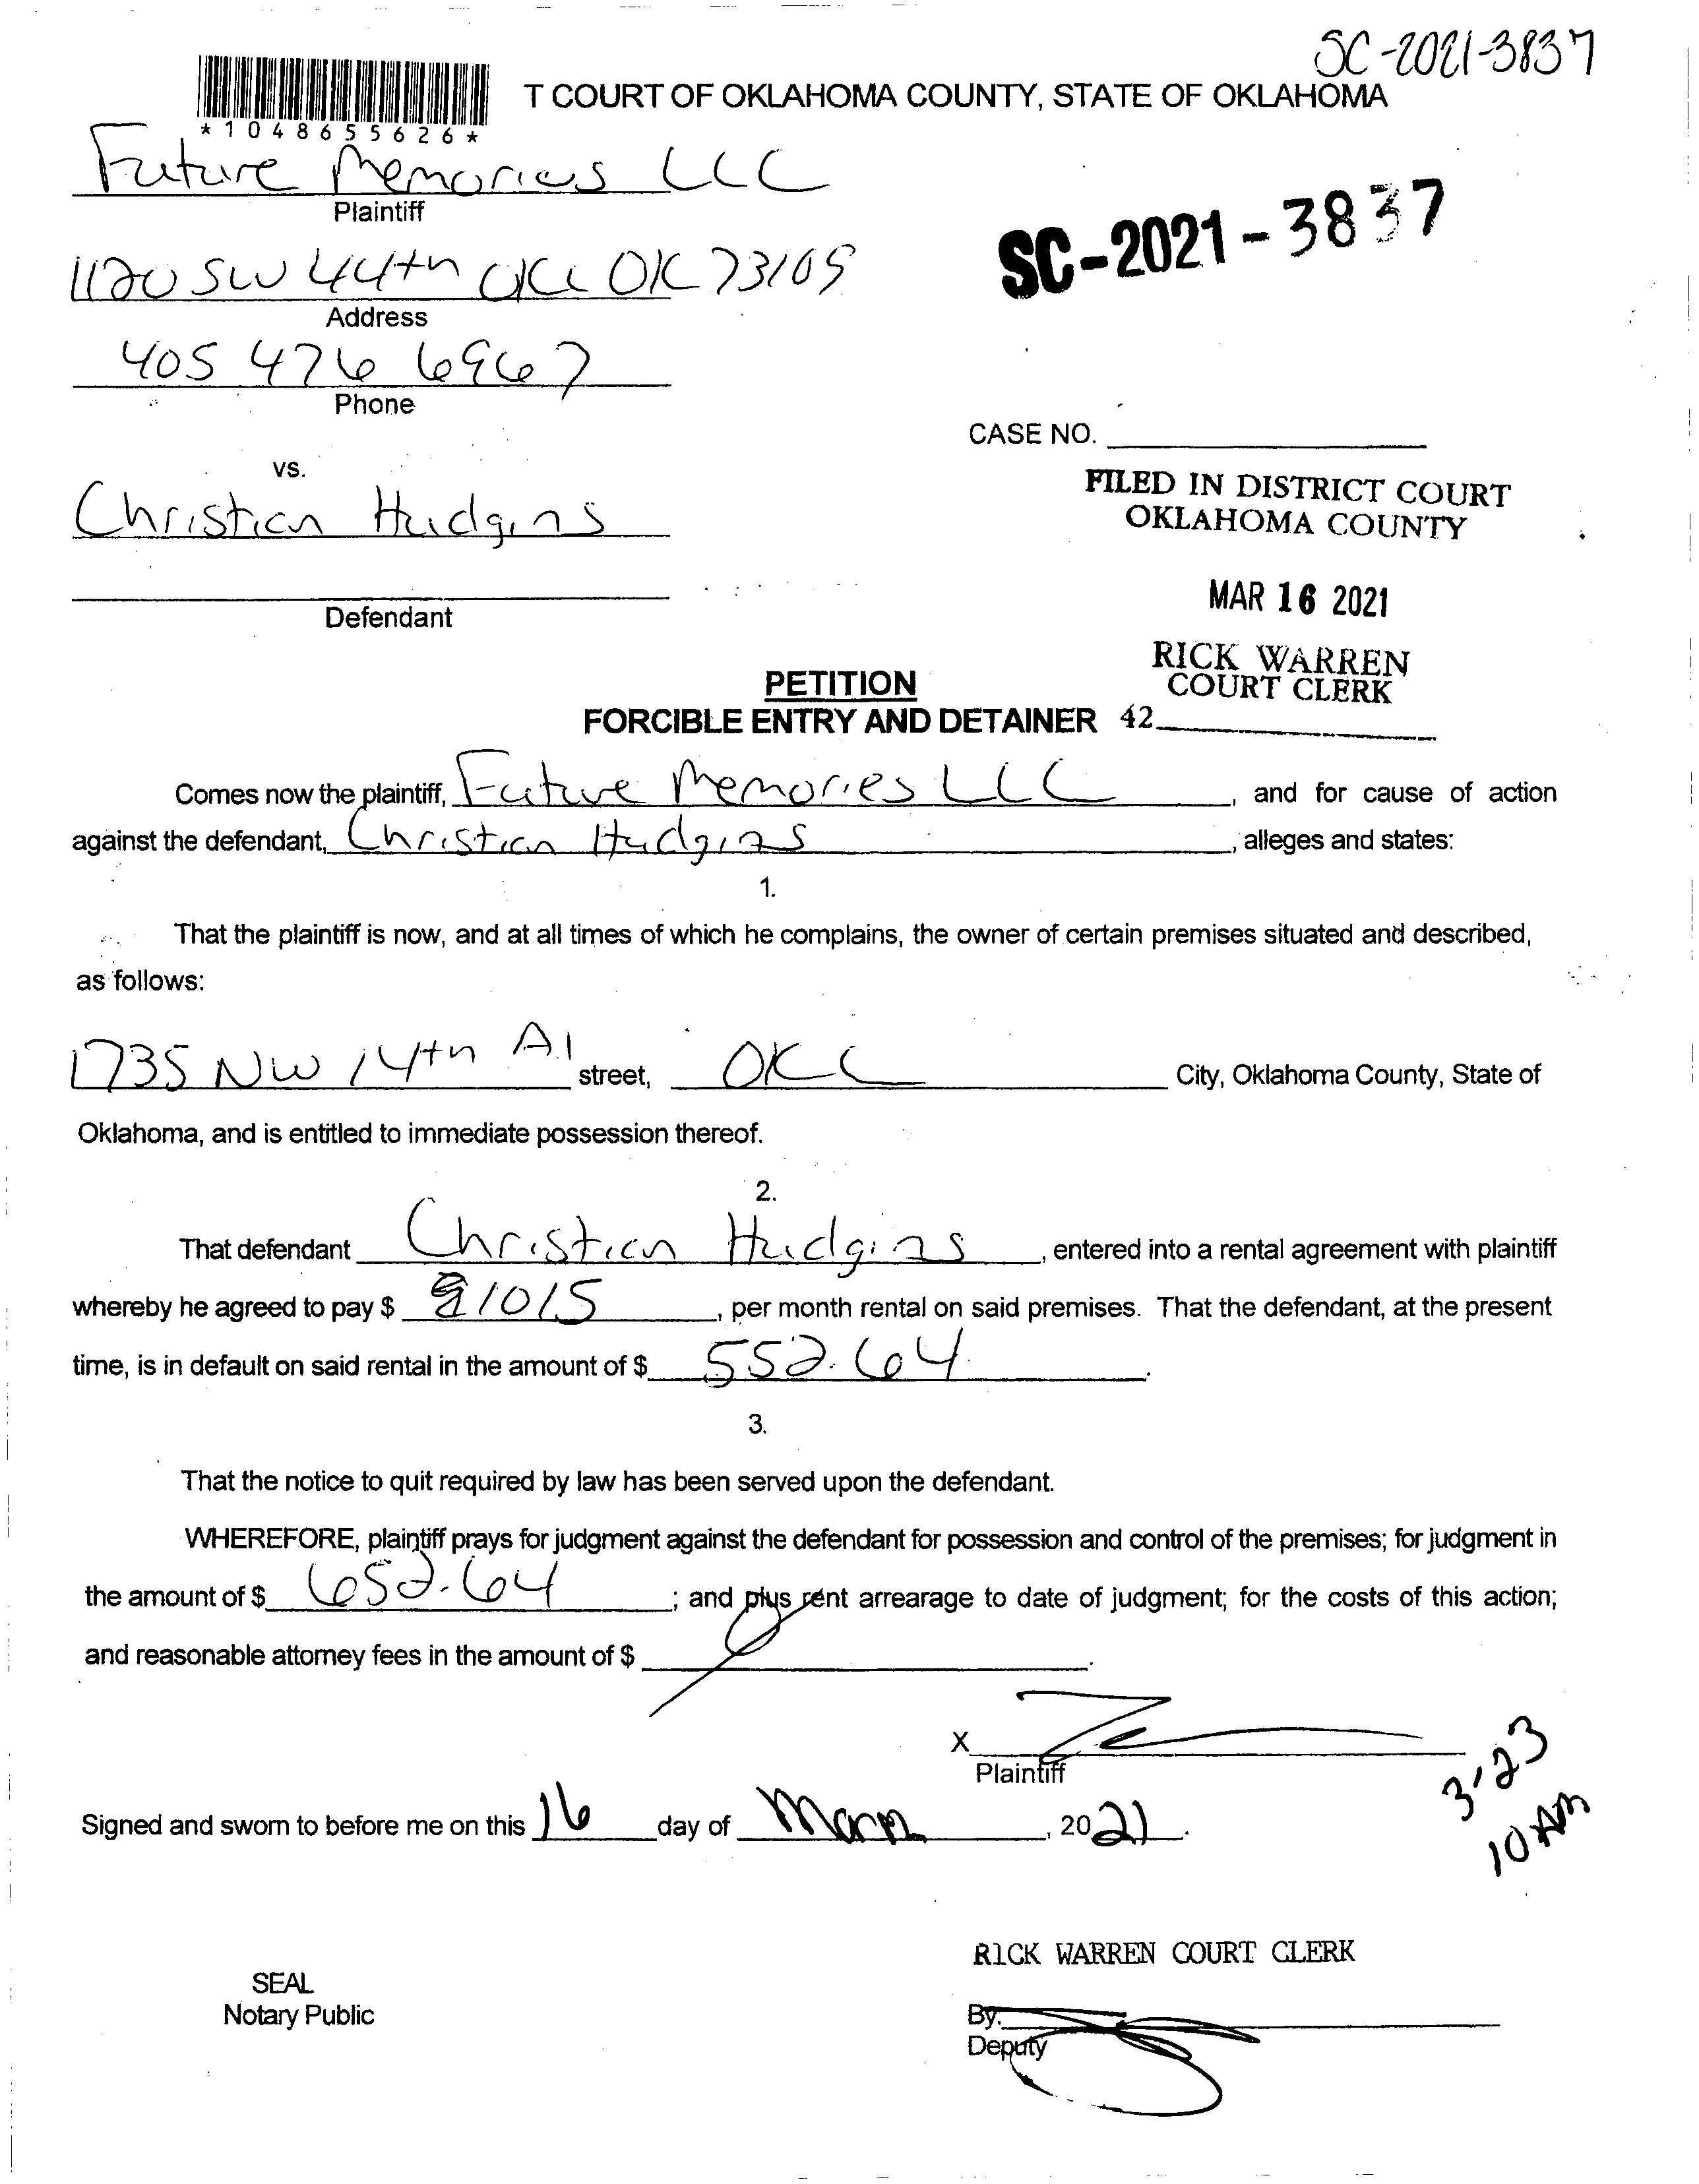 SC-2021-3837
T COURT OF OKLAHOMA COUNTY, STATE OF OKLAHOMA
*1048655626*
Future Memories LLC
Plaintiff
1120 SW 44th OKC OK 73109
Address
SC-2021-3837
405 476 6967
Phone
CASE NO.
vs.
Christian Hudgins
FILED IN DISTRICT COURT
OKLAHOMA COUNTY
Defendant
MAR 16 2021
RICK WARREN
COURT CLERK
42
PETITION
FORCIBLE ENTRY AND DETAINER
Comes now the plaintiff, Future Memories LLC, and for cause of action
against the defendant, Christian Hudgins, alleges and states:
1.
That the plaintiff is now, and at all times of which he complains, the owner of certain premises situated and described,
as follows:
1735 NW 14th A1 street, OKC City, Oklahoma County, State of
Oklahoma, and is entitled to immediate possession thereof.
2.
That defendant Christian Hudgins, entered into a rental agreement with plaintiff
whereby he agreed to pay $ 1015, per month rental on said premises. That the defendant, at the present
time, is in default on said rental in the amount of $ 552.64.
3.
That the notice to quit required by law has been served upon the defendant.
WHEREFORE, plaintiff prays for judgment against the defendant for possession and control of the premises; for judgment in
the amount of $ 652.64; and plus rent arrearage to date of judgment; for the costs of this action;
and reasonable attorney fees in the amount of $ .
X
Plaintiff
3-23
10 AM
Signed and sworn to before me on this 16 day of March, 2021.
RICK WARREN COURT CLERK
SEAL
Notary Public
By.
Deputy